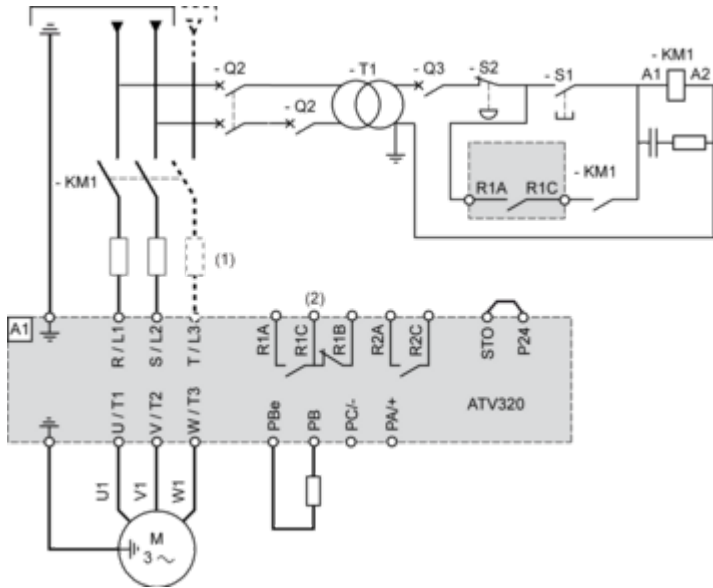 - Q2
- T1
- Q3
- S2
- S1
- KM1
A1
A2
- Q2
- KM1
R1A
R1C
- KM1
(1)
(2)
A1
R / L1
S / L2
T / L3
R1A
R1C
R1B
R2A
R2C
STO
P24
ATV320
U / T1
V / T2
W / T3
PBe
PB
PC/-
PA/+
U1
V1
W1
M
3 ~